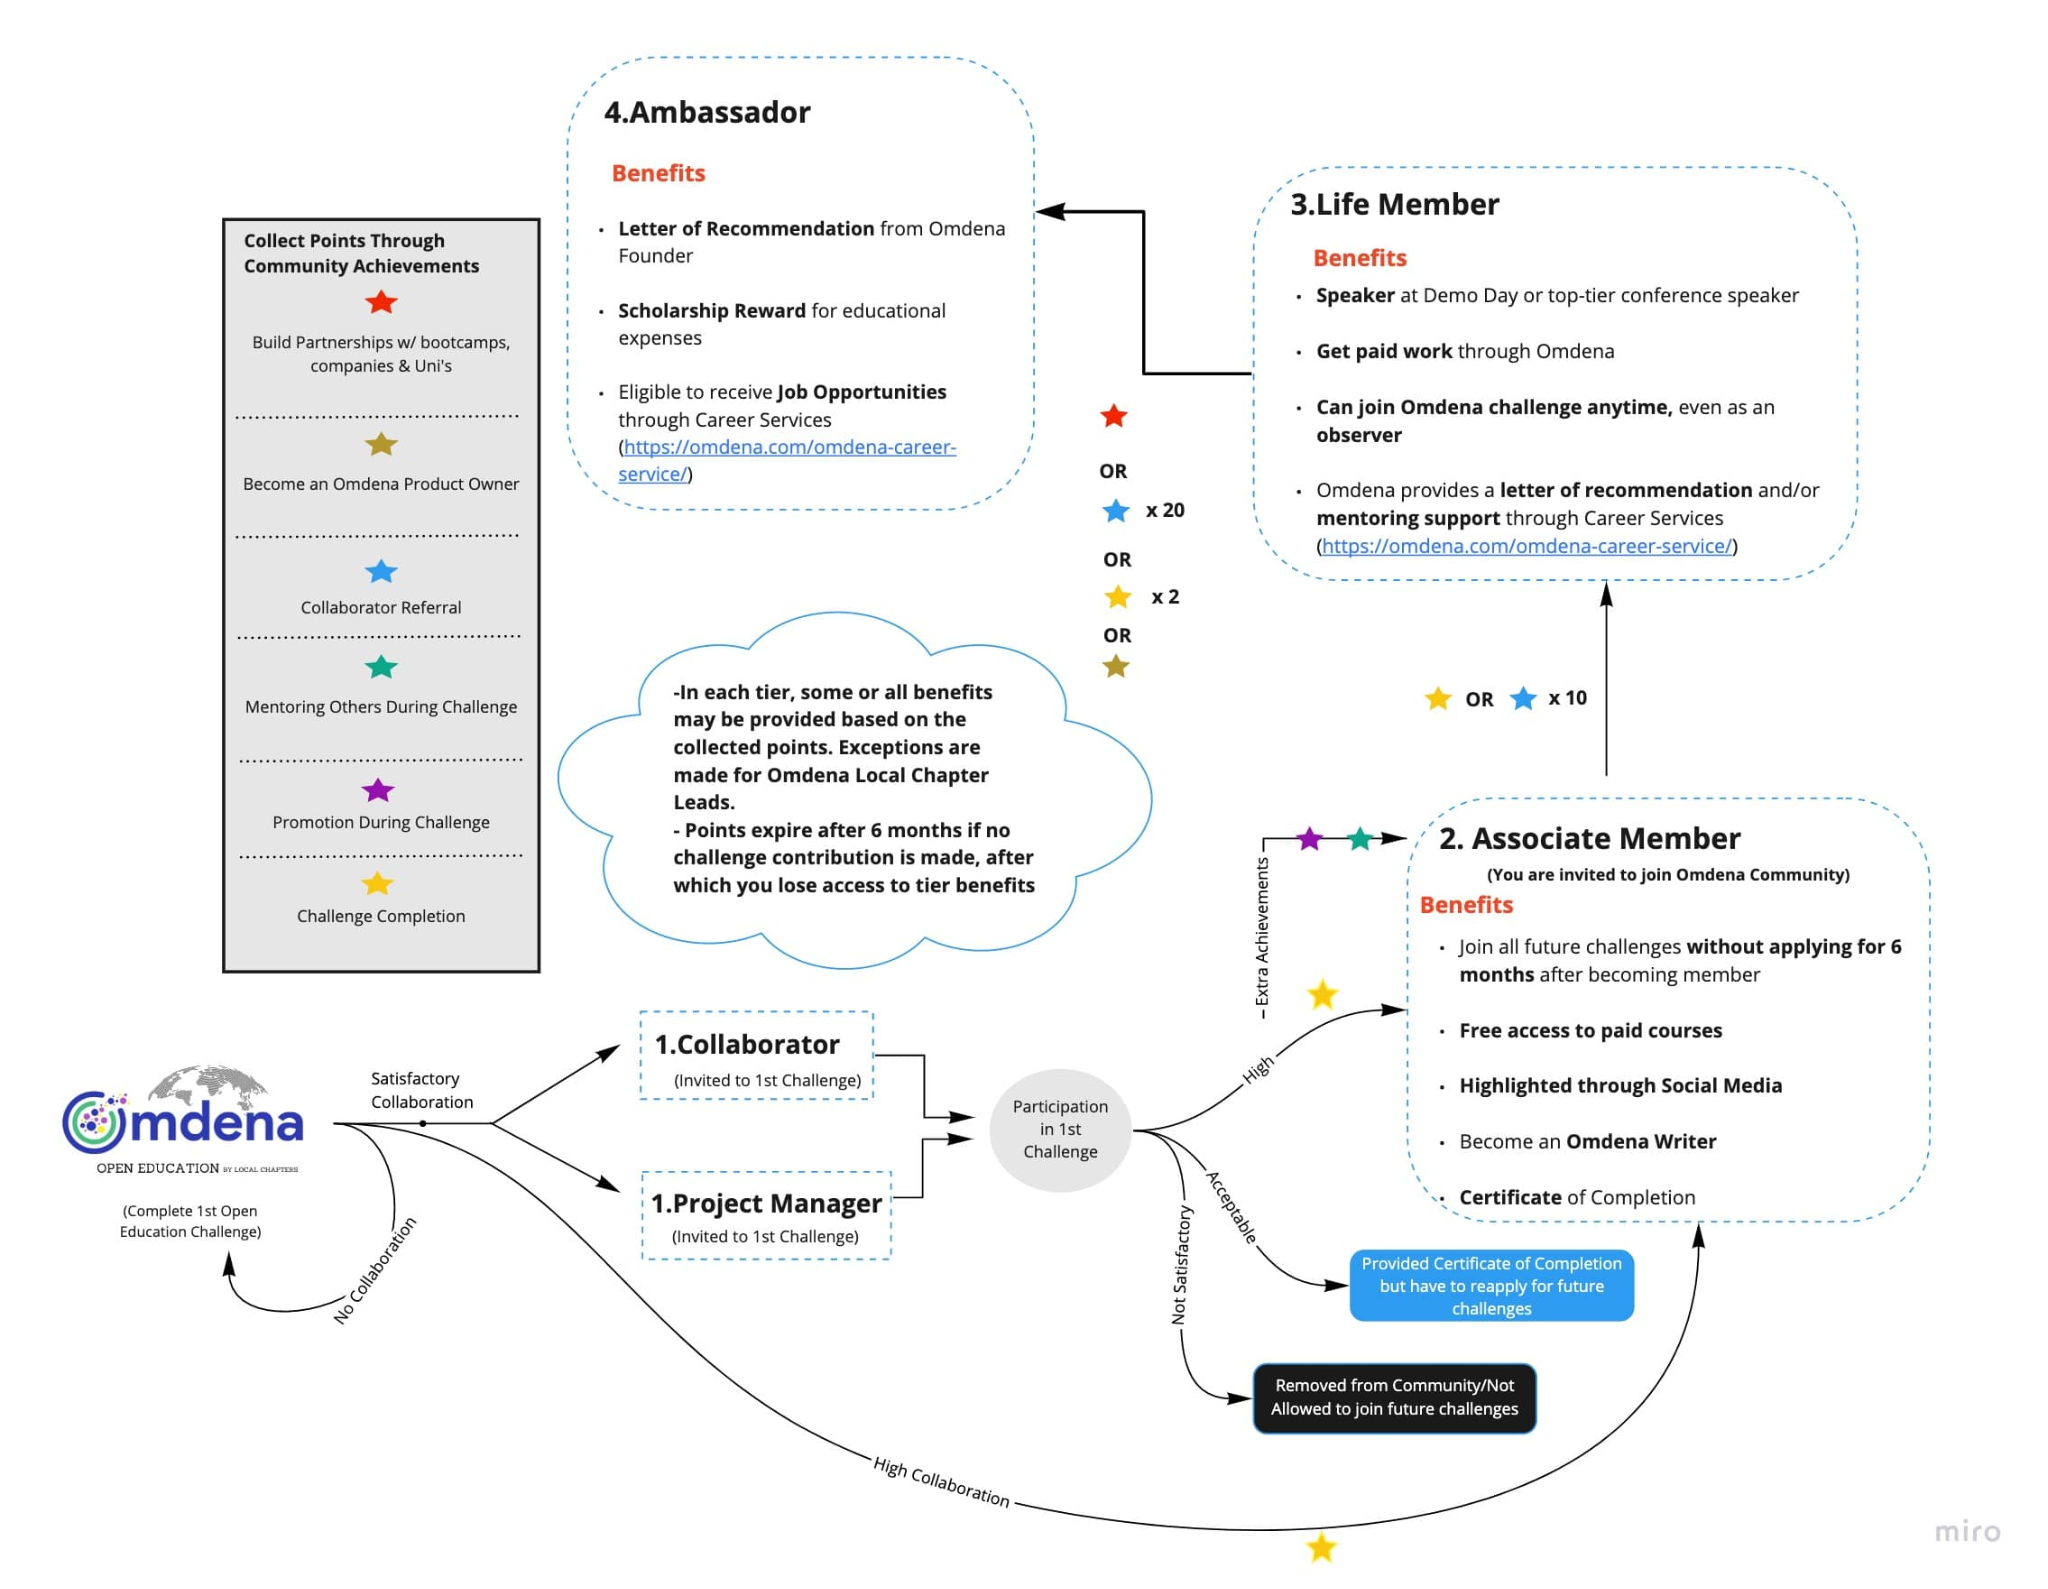 4.Ambassador
Benefits
• Letter of Recommendation from Omdena
Founder
• Scholarship Reward for educational
expenses
• Eligible to receive Job Opportunities
through Career Services
(https://omdena.com/omdena-career-
service/)
3.Life Member
Benefits
• Speaker at Demo Day or top-tier conference speaker
• Get paid work through Omdena
• Can join Omdena challenge anytime, even as an
observer
• Omdena provides a letter of recommendation and/or
mentoring support through Career Services
(https://omdena.com/omdena-career-service/)
Collect Points Through
Community Achievements
Build Partnerships w/ bootcamps,
companies & Uni's
Become an Omdena Product Owner
Collaborator Referral
Mentoring Others During Challenge
Promotion During Challenge
Challenge Completion
OR
x 20
OR
x 2
OR
-In each tier, some or all benefits
may be provided based on the
collected points. Exceptions are
made for Omdena Local Chapter
Leads.
- Points expire after 6 months if no
challenge contribution is made, after
which you lose access to tier benefits
OR x 10
Extra Achievements
2. Associate Member
(You are invited to join Omdena Community)
Benefits
• Join all future challenges without applying for 6
months after becoming member
• Free access to paid courses
• Highlighted through Social Media
• Become an Omdena Writer
• Certificate of Completion
Omdena
OPEN EDUCATION BY LOCAL CHAPTERS
(Complete 1st Open
Education Challenge)
Satisfactory
Collaboration
No Collaboration
1.Collaborator
(Invited to 1st Challenge)
1.Project Manager
(Invited to 1st Challenge)
Participation
in 1st
Challenge
High
Acceptable
Not Satisfactory
Provided Certificate of Completion
but have to reapply for future
challenges
Removed from Community/Not
Allowed to join future challenges
High Collaboration
miro